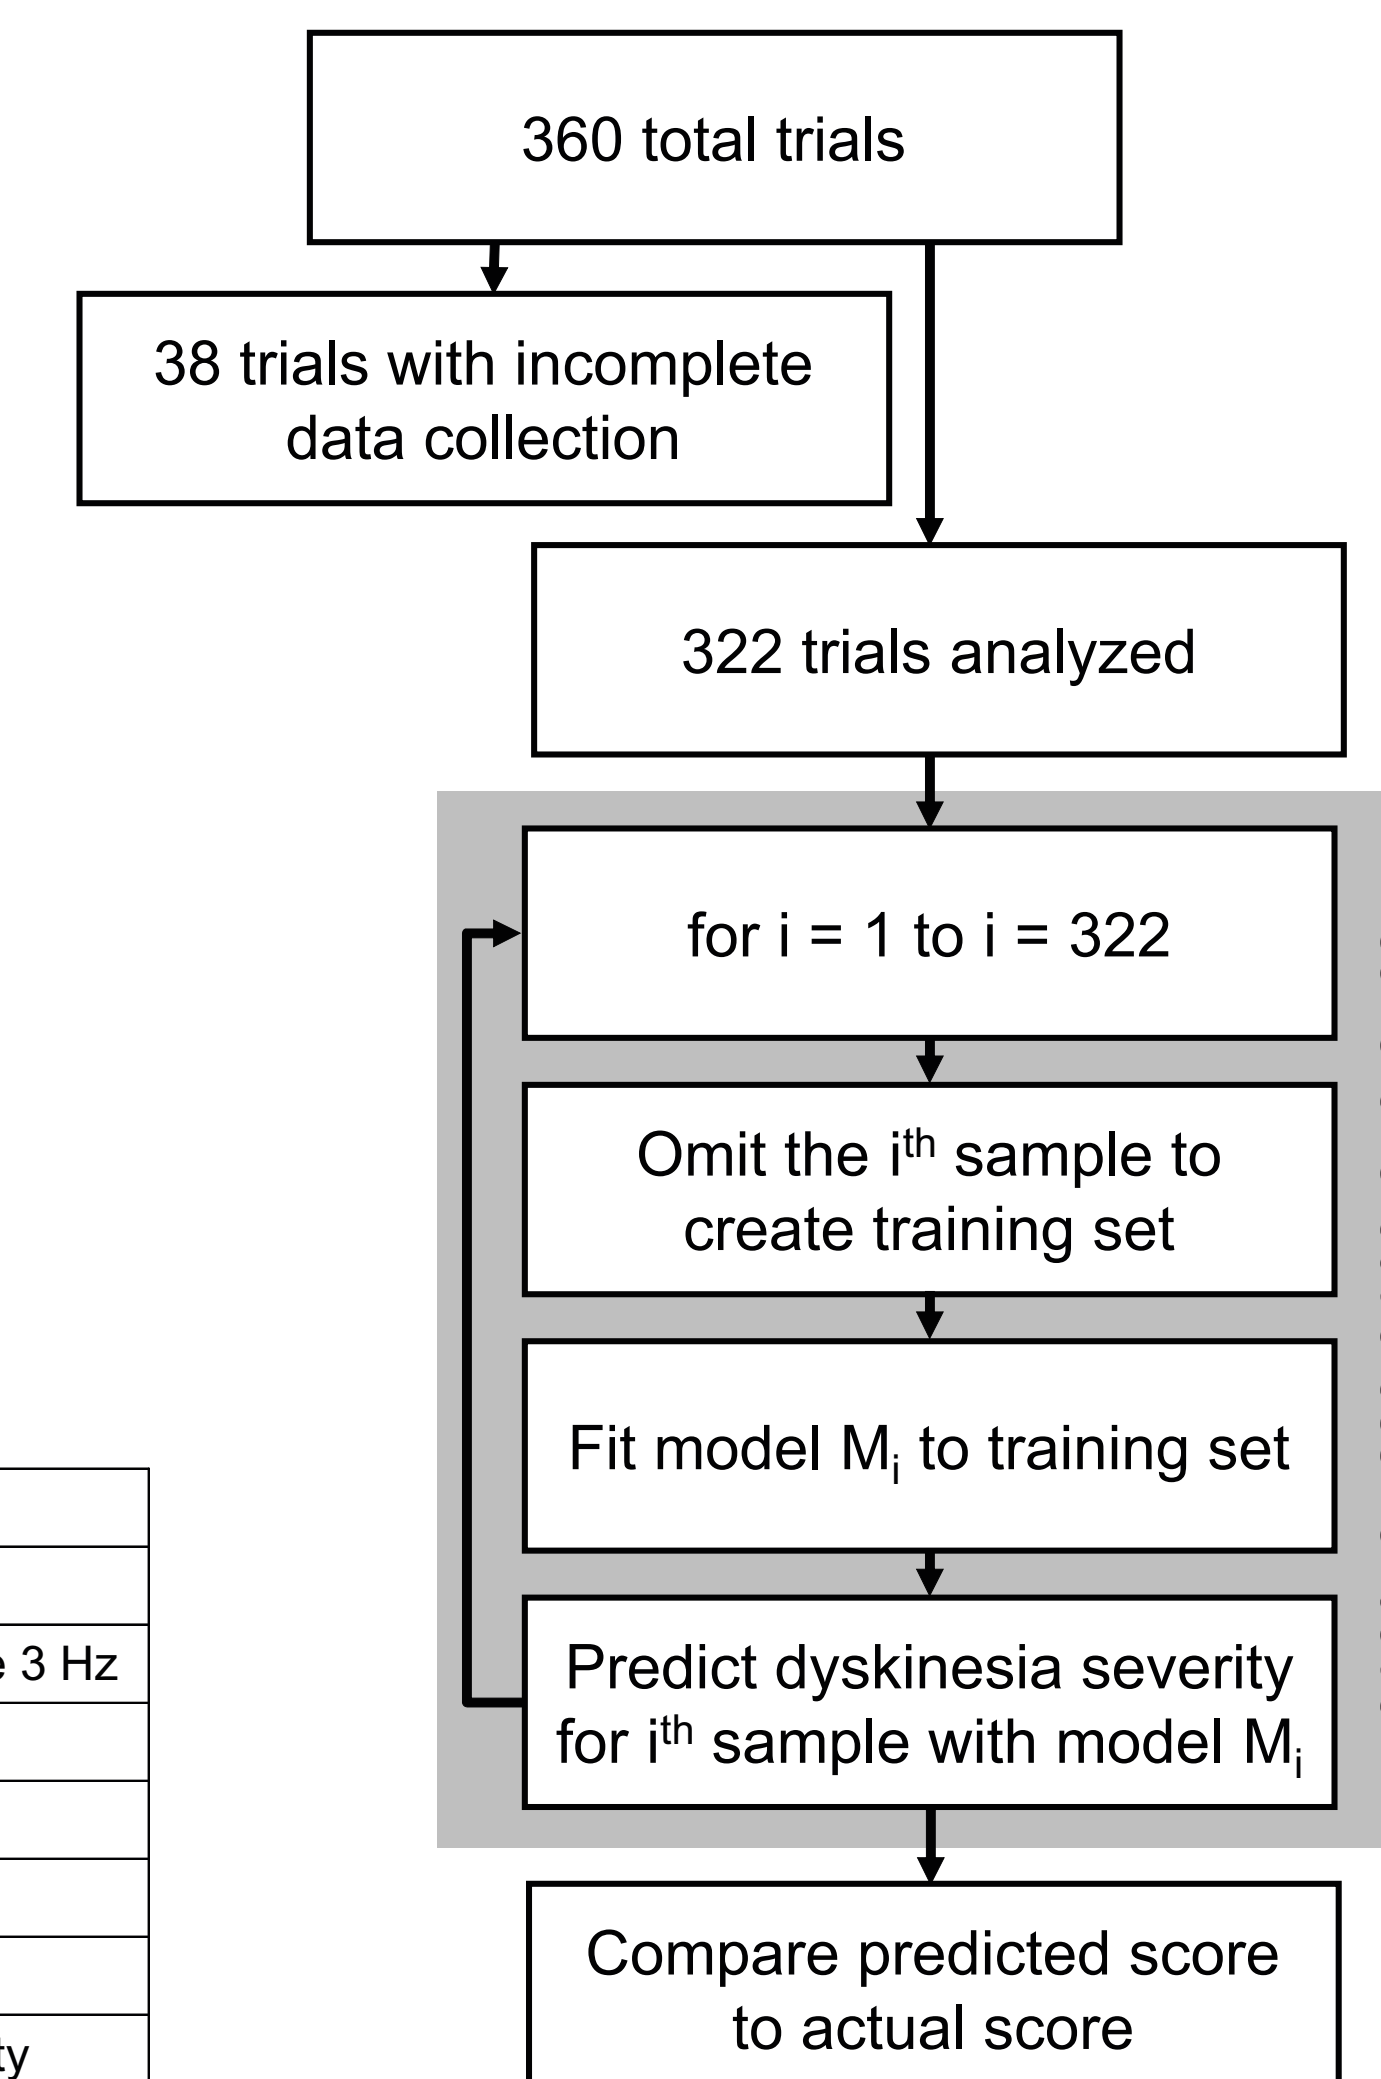 360 total trials
38 trials with incomplete
data collection
322 trials analyzed
for i = 1 to i = 322
Omit the iᵗʰ sample to
create training set
Fit model Mᵢ to training set
Predict dyskinesia severity
for iᵗʰ sample with model Mᵢ
Compare predicted score
to actual score
3 Hz